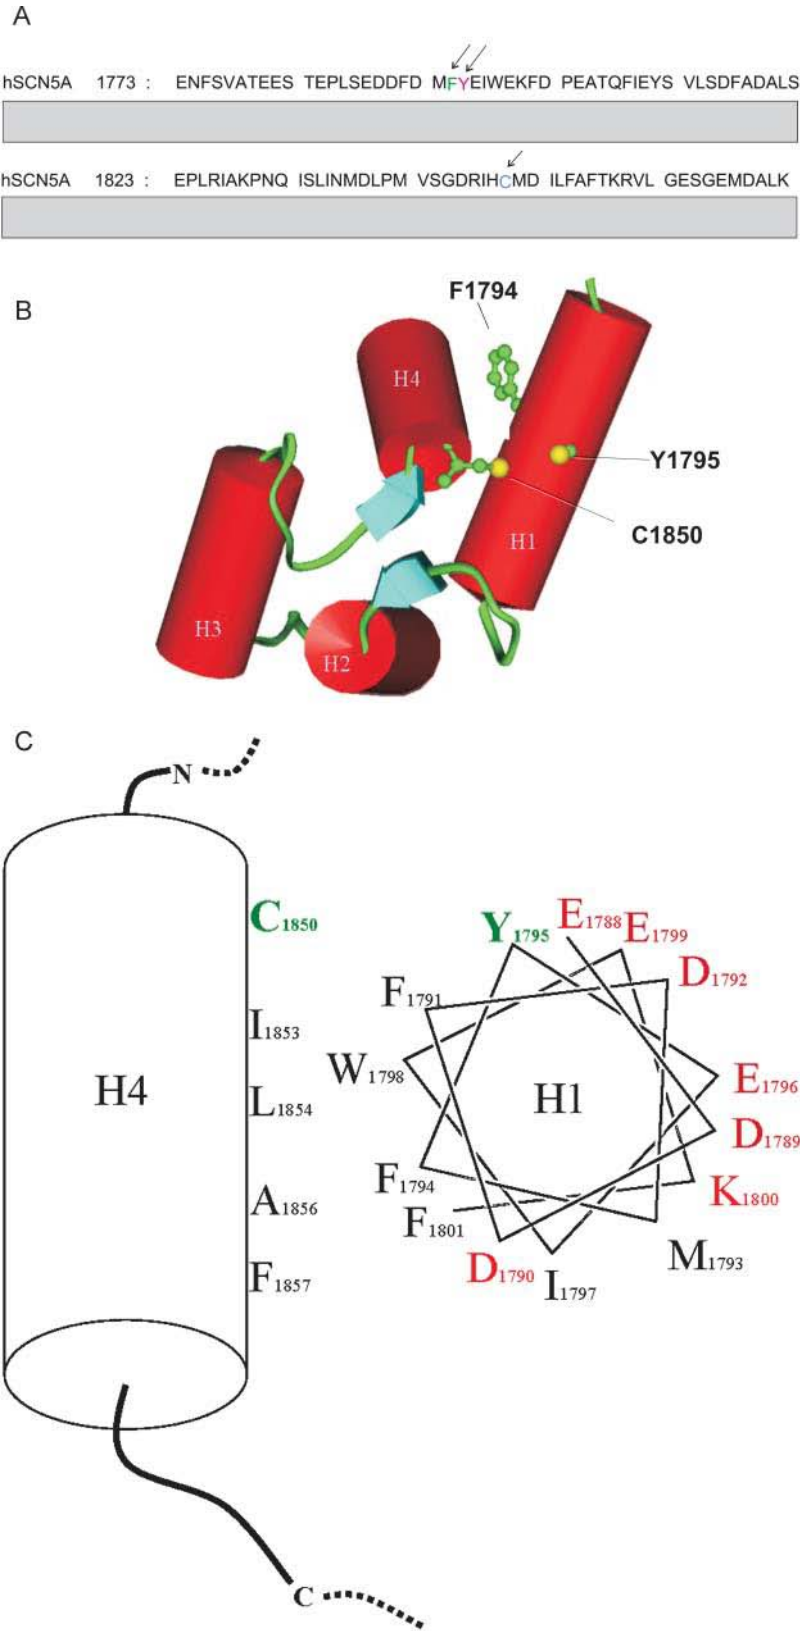 A
hSCN5A 1773 : ENFSVATEES TEPLSEDDFD MFYEIWEKFD PEATQFIEYS VLSDFADALS
hSCN5A 1823 : EPLRIAKPNQ ISLINMDLPM VSGDRIHCMD ILFAFTKRVL GESGEMDALK
B
F1794
H4
Y1795
C1850
H1
H3
H2
C
N
C1850
Y1795 E1788 E1799
F1791 D1792
I1853
W1798 E1796
H4
L1854
H1
D1789
F1794
K1800
A1856
F1801
M1793
D1790
F1857
I1797
C